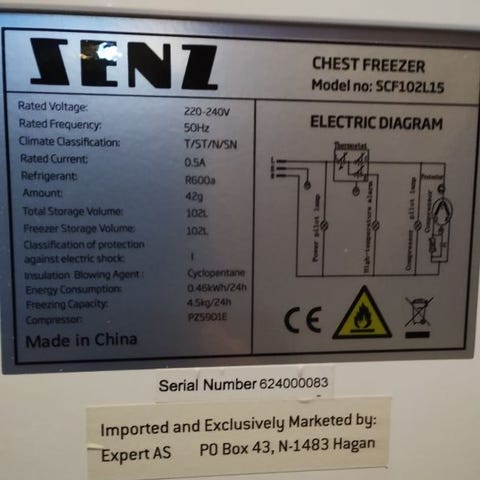 SENZ
CHEST FREEZER
Model no: SCF102L15
Rated Voltage: 220-240V
Rated Frequency: 50Hz
Climate Classification: T/ST/N/SN
Rated Current: 0.5A
Refrigerant: R600a
Amount: 42g
Total Storage Volume: 102L
Freezer Storage Volume: 102L
Classification of protection
against electric shock: I
Insulation Blowing Agent: Cyclopentane
Energy Consumption: 0.46kWh/24h
Freezing Capacity: 4.5kg/24h
Compressor: PZ5901E
Made in China
ELECTRIC DIAGRAM
Thermostat
Power pilot lamp
High-temperature alarm
Compressor pilot lamp
Compressor
CE
Serial Number 624000083
Imported and Exclusively Marketed by:
Expert AS PO Box 43, N-1483 Hagan